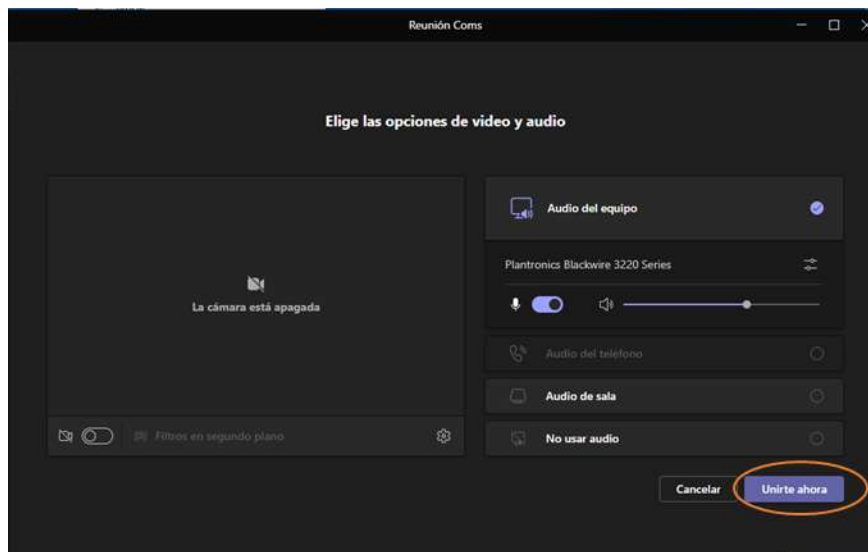 Reunión Coms
Elige las opciones de video y audio
La cámara está apagada
Filtros en segundo plano
Audio del equipo
Plantronics Blackwire 3220 Series
Audio del teléfono
Audio de sala
No usar audio
Cancelar
Unirte ahora